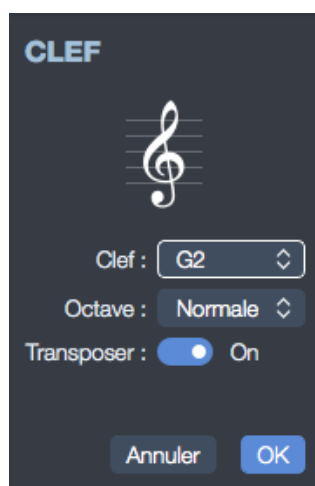 CLEF
Clef : G2
Octave : Normale
Transposer : On
Annuler OK